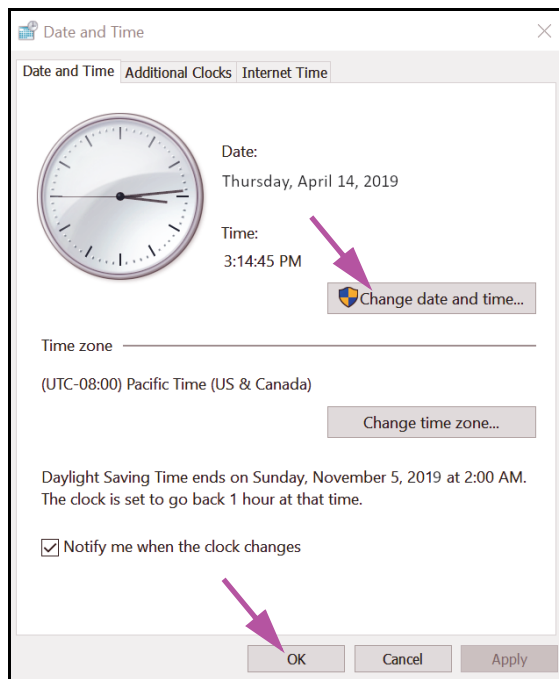 Date and Time
Date and Time Additional Clocks Internet Time
Date:
Thursday, April 14, 2019
Time:
3:14:45 PM
Change date and time...
Time zone
(UTC-08:00) Pacific Time (US & Canada)
Change time zone...
Daylight Saving Time ends on Sunday, November 5, 2019 at 2:00 AM.
The clock is set to go back 1 hour at that time.
Notify me when the clock changes
OK Cancel Apply